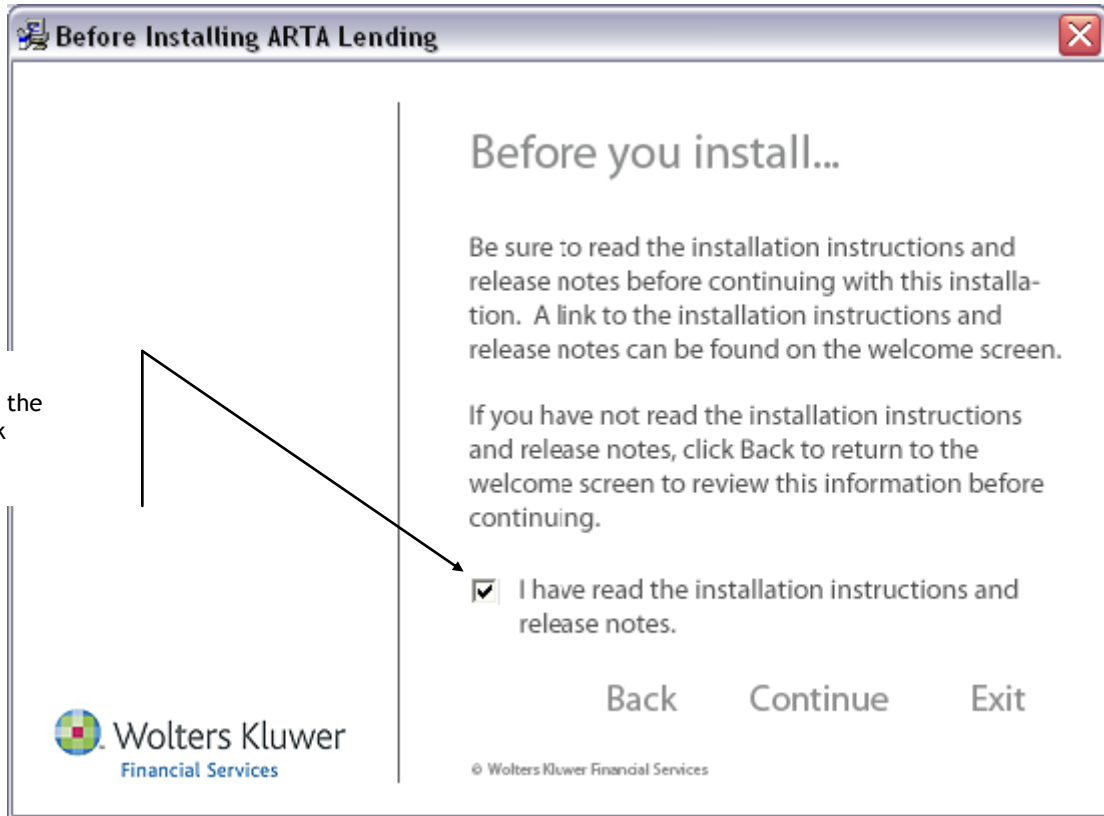 Before Installing ARTA Lending
Before you install...
Be sure to read the installation instructions and
release notes before continuing with this installa-
tion. A link to the installation instructions and
release notes can be found on the welcome screen.
the
If you have not read the installation instructions
and release notes, click Back to return to the
welcome screen to review this information before
continuing.
I have read the installation instructions and
release notes.
Back Continue Exit
Wolters Kluwer
Financial Services
© Wolters Kluwer Financial Services